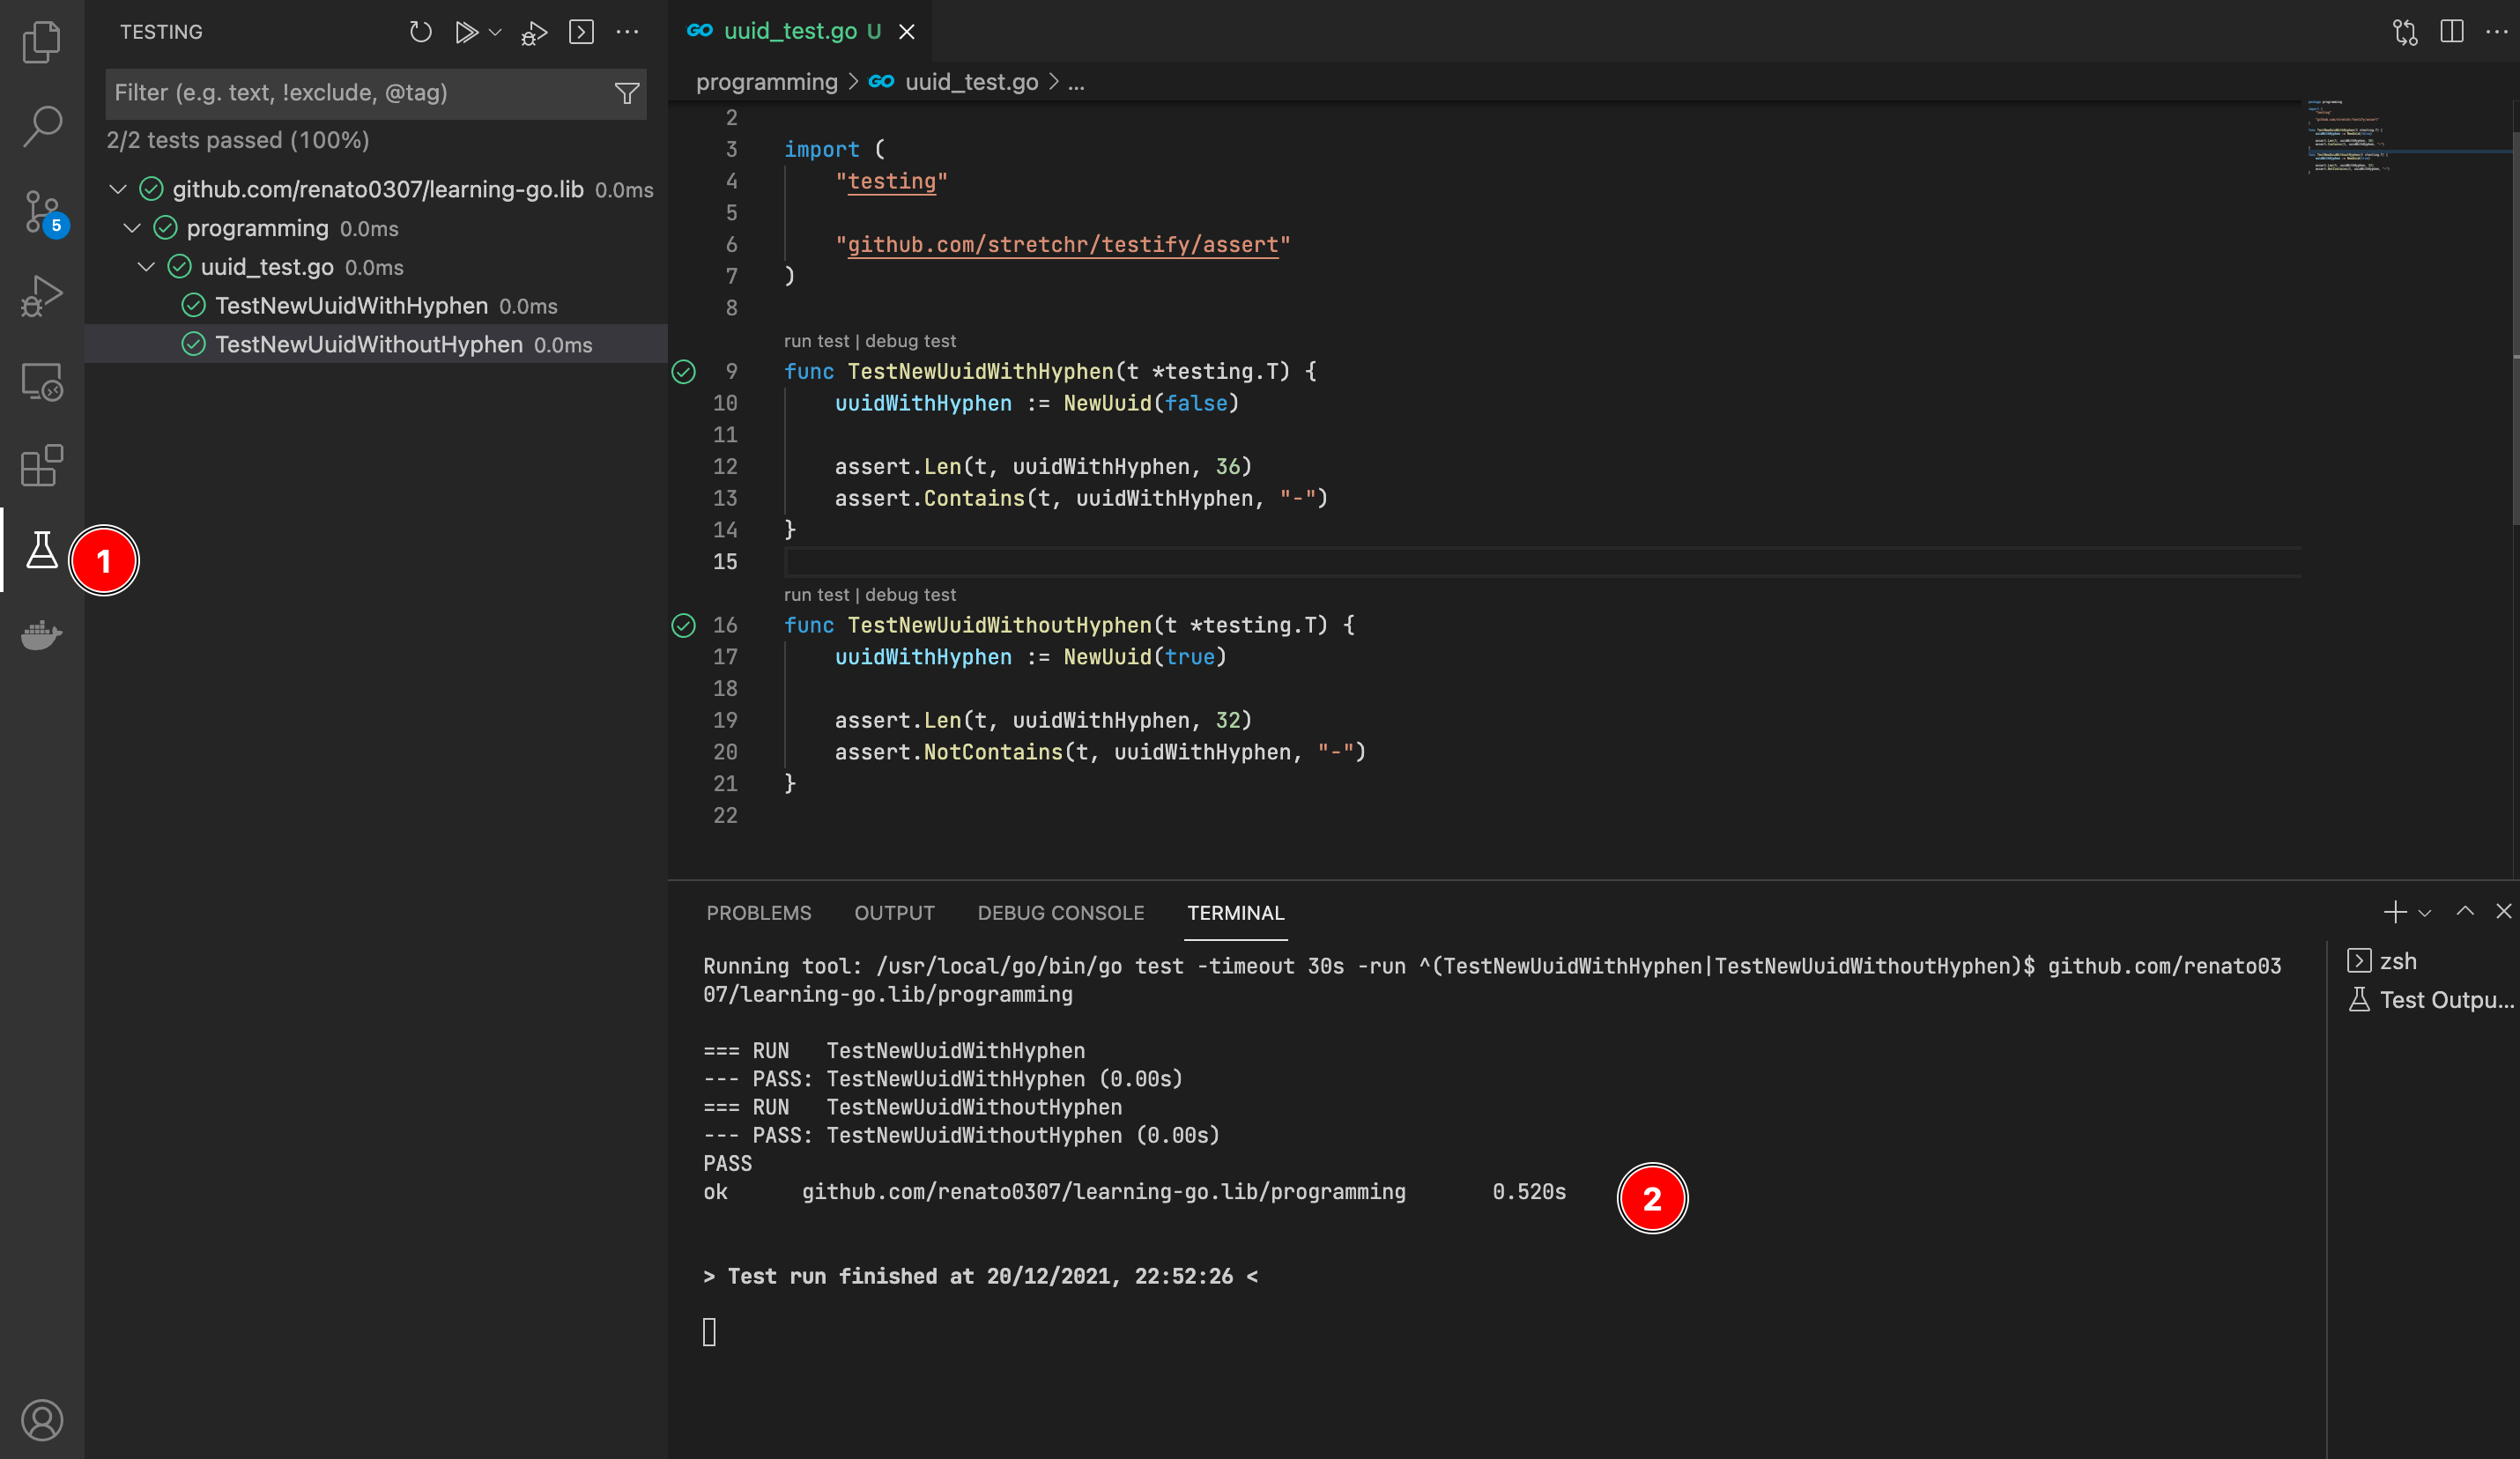 TESTING
Filter (e.g. text, !exclude, @tag)
2/2 tests passed (100%)
github.com/renato0307/learning-go.lib 0.0ms
programming 0.0ms
uuid_test.go 0.0ms
TestNewUuidWithHyphen 0.0ms
TestNewUuidWithoutHyphen 0.0ms
5
1
GO uuid_test.go U
programming > GO uuid_test.go > ...
2
3 import (
4 "testing"
5
6 "github.com/stretchr/testify/assert"
7 )
8
run test | debug test
9 func TestNewUuidWithHyphen(t *testing.T) {
10 uuidWithHyphen := NewUuid(false)
11
12 assert.Len(t, uuidWithHyphen, 36)
13 assert.Contains(t, uuidWithHyphen, "-")
14 }
15
run test | debug test
16 func TestNewUuidWithoutHyphen(t *testing.T) {
17 uuidWithHyphen := NewUuid(true)
18
19 assert.Len(t, uuidWithHyphen, 32)
20 assert.NotContains(t, uuidWithHyphen, "-")
21 }
22
PROBLEMS OUTPUT DEBUG CONSOLE TERMINAL
Running tool: /usr/local/go/bin/go test -timeout 30s -run ^(TestNewUuidWithHyphen|TestNewUuidWithoutHyphen)$ github.com/renato03
07/learning-go.lib/programming
=== RUN TestNewUuidWithHyphen
--- PASS: TestNewUuidWithHyphen (0.00s)
=== RUN TestNewUuidWithoutHyphen
--- PASS: TestNewUuidWithoutHyphen (0.00s)
PASS
ok github.com/renato0307/learning-go.lib/programming 0.520s
2
> Test run finished at 20/12/2021, 22:52:26 <
zsh
Test Outpu...